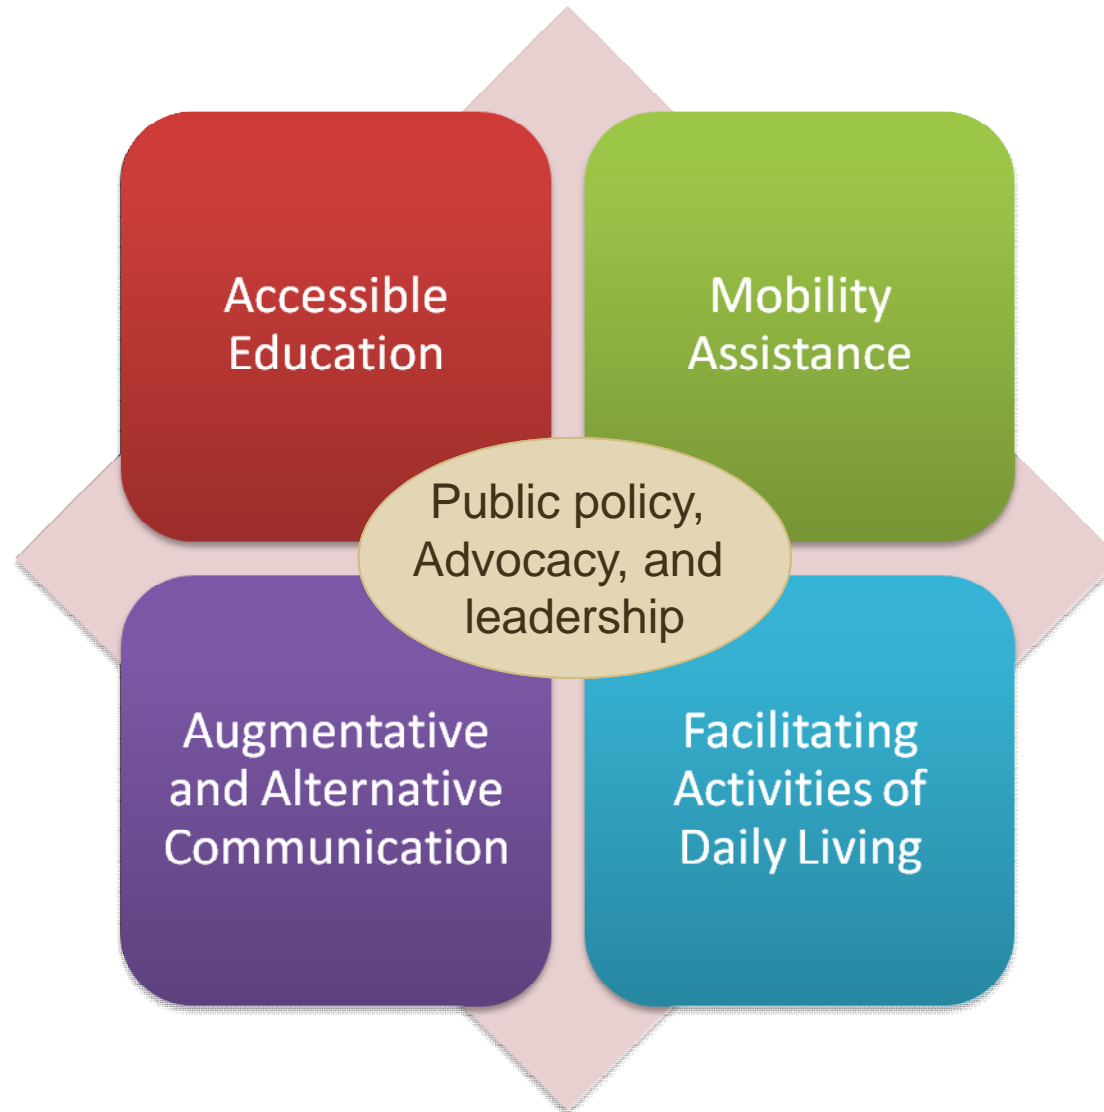 Accessible
Education
Mobility
Assistance
Public policy,
Advocacy, and
leadership
Augmentative
and Alternative
Communication
Facilitating
Activities of
Daily Living